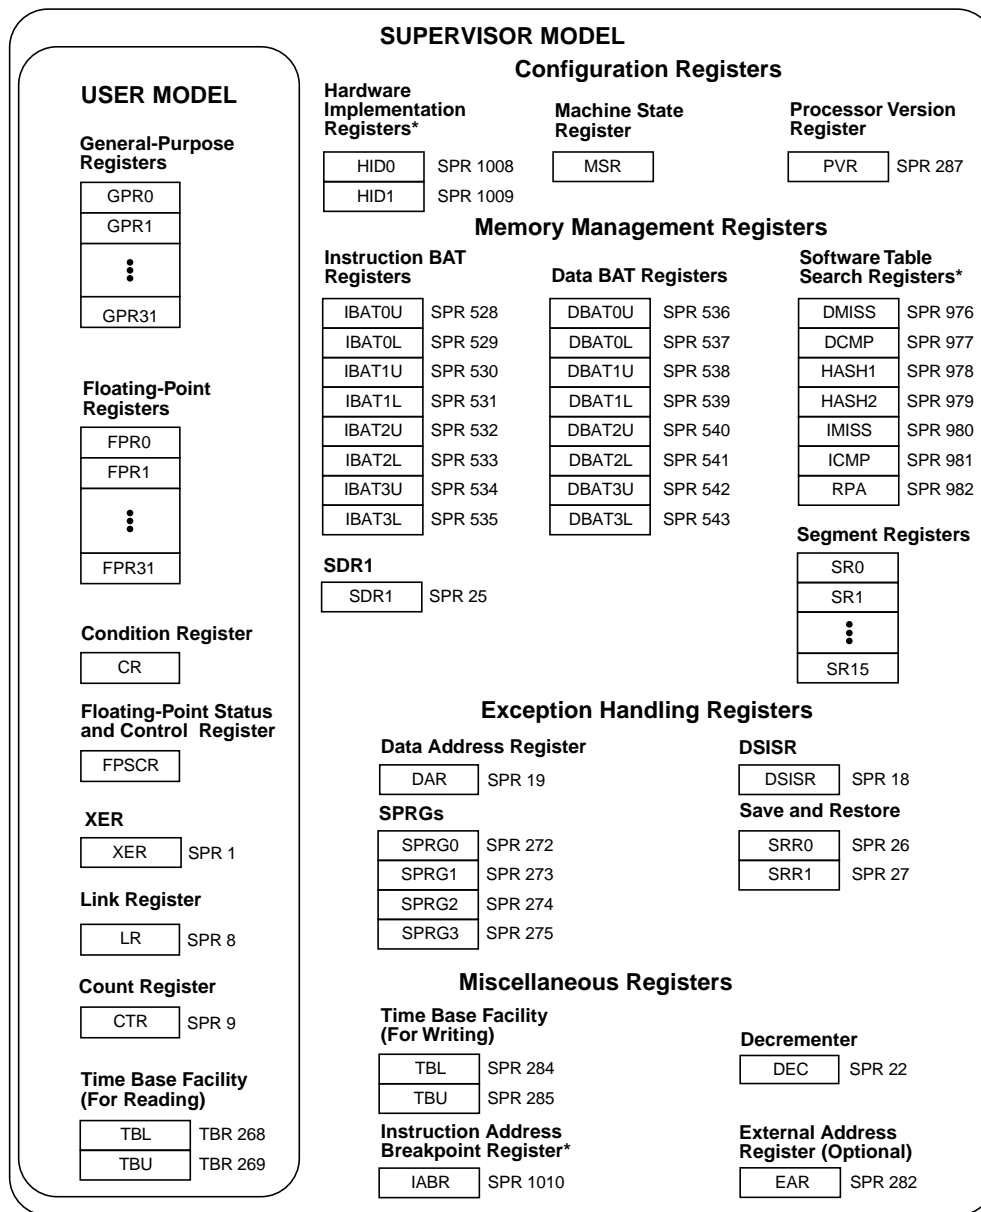 SUPERVISOR MODEL
USER MODEL
General-Purpose
Registers
GPR0
GPR1
GPR31
Floating-Point
Registers
FPR0
FPR1
FPR31
Condition Register
CR
Floating-Point Status
and Control Register
FPSCR
XER
XER SPR 1
Link Register
LR SPR 8
Count Register
CTR SPR 9
Time Base Facility
(For Reading)
TBL TBR 268
TBU TBR 269
Configuration Registers
Hardware
Implementation
Registers*
HID0 SPR 1008
HID1 SPR 1009
Machine State
Register
MSR
Processor Version
Register
PVR SPR 287
Memory Management Registers
Instruction BAT
Registers
IBAT0U SPR 528
IBAT0L SPR 529
IBAT1U SPR 530
IBAT1L SPR 531
IBAT2U SPR 532
IBAT2L SPR 533
IBAT3U SPR 534
IBAT3L SPR 535
Data BAT Registers
DBAT0U SPR 536
DBAT0L SPR 537
DBAT1U SPR 538
DBAT1L SPR 539
DBAT2U SPR 540
DBAT2L SPR 541
DBAT3U SPR 542
DBAT3L SPR 543
Software Table
Search Registers*
DMISS SPR 976
DCMP SPR 977
HASH1 SPR 978
HASH2 SPR 979
IMISS SPR 980
ICMP SPR 981
RPA SPR 982
SDR1
SDR1 SPR 25
Segment Registers
SR0
SR1
SR15
Exception Handling Registers
Data Address Register
DAR SPR 19
DSISR
DSISR SPR 18
SPRGs
SPRG0 SPR 272
SPRG1 SPR 273
SPRG2 SPR 274
SPRG3 SPR 275
Save and Restore
SRR0 SPR 26
SRR1 SPR 27
Miscellaneous Registers
Time Base Facility
(For Writing)
TBL SPR 284
TBU SPR 285
Decrementer
DEC SPR 22
Instruction Address
Breakpoint Register*
IABR SPR 1010
External Address
Register (Optional)
EAR SPR 282